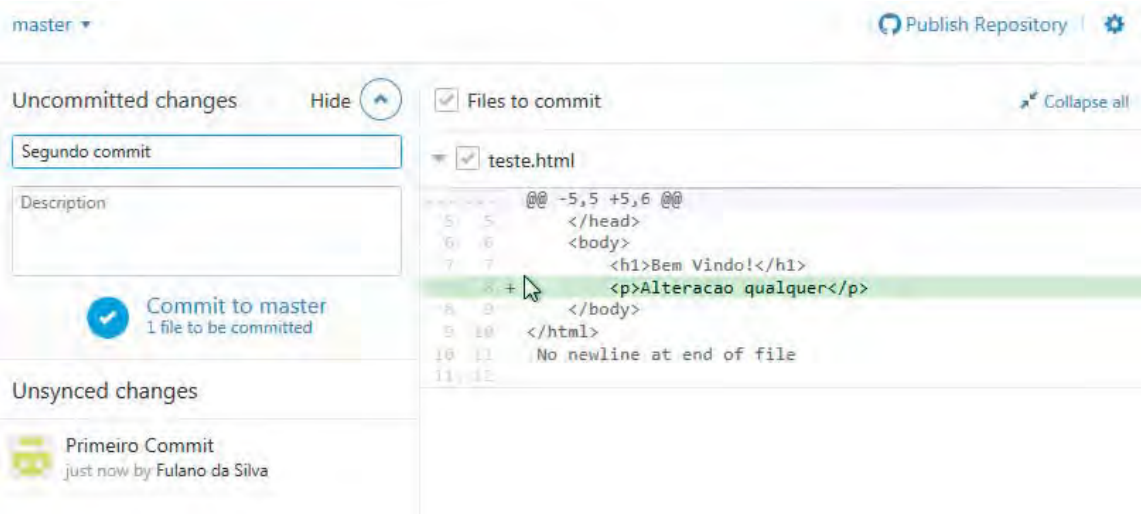 master
Publish Repository
Uncommitted changes
Hide
Segundo commit
Description
Commit to master
1 file to be committed
Unsynced changes
Primeiro Commit
just now by Fulano da Silva
Files to commit
Collapse all
teste.html
@@ -5,5 +5,6 @@
5 5 </head>
6 6 <body>
7 7 <h1>Bem Vindo!</h1>
8 + <p>Alteracao qualquer</p>
8 9 </body>
9 10 </html>
10 11 No newline at end of file
11 12